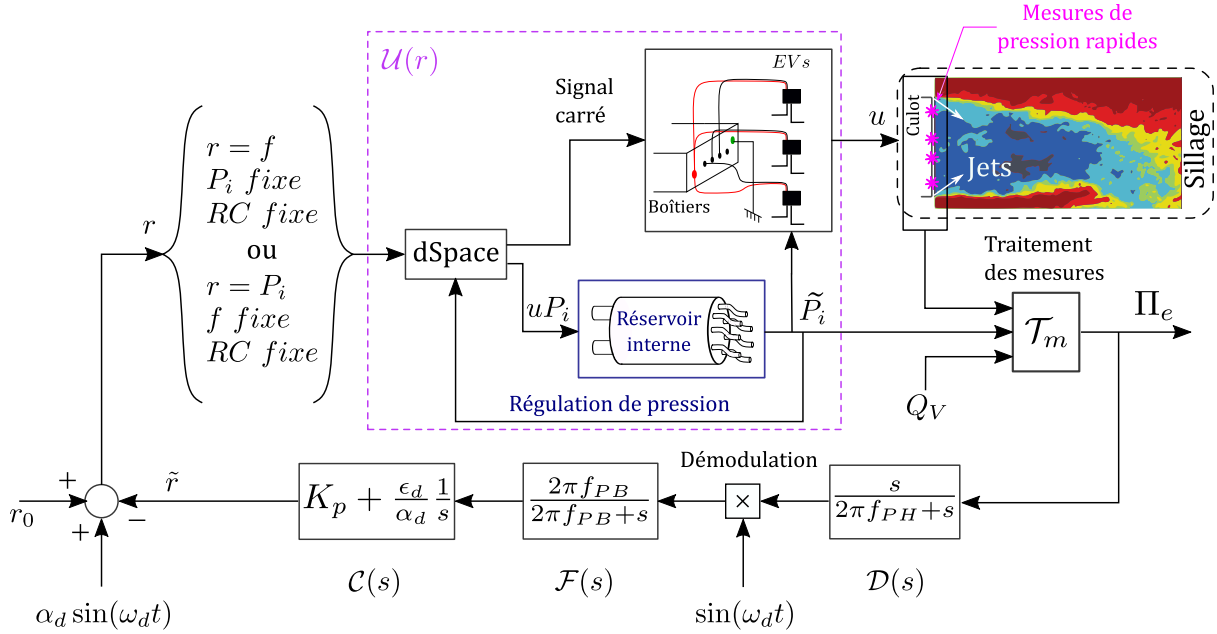 Mesures de
pression rapides
𝒰(r)
EVs
Signal
carré
u
Culot
Jets
Sillage
Boîtiers
r
r = f
P_i fixe
RC fixe
ou
r = P_i
f fixe
RC fixe
dSpace
uP_i
Réservoir
interne
P̃_i
Régulation de pression
Traitement
des mesures
𝒯_m
Π_e
Q_V
Démodulation
r_0
+
+
−
r̃
K_p + ϵ_d/α_d 1/s
2πf_PB/(2πf_PB+s)
×
s/(2πf_PH+s)
𝒞(s)
ℱ(s)
𝒟(s)
α_d sin(ω_d t)
sin(ω_d t)